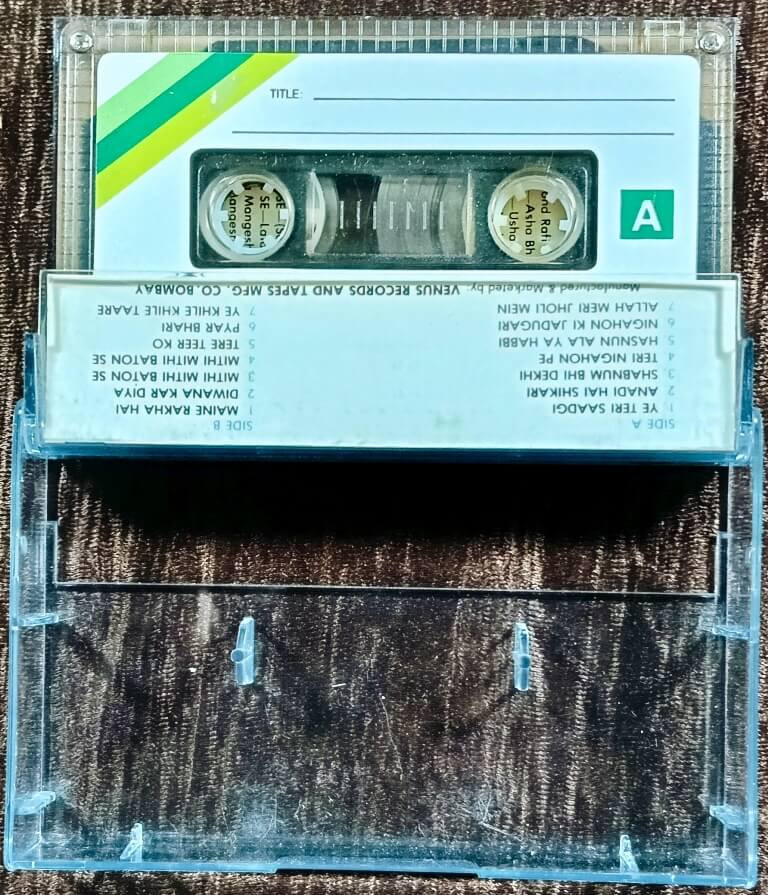 TITLE:
A
SE—La
Mangesh
ond Rafi
—Asha Bh
—Usha
SIDE A
1 YE TERI SAADGI
2 ANADI HAI SHIKARI
3. SHABNUM BHI DEKHI
4 TERI NIGAHON PE
5. HASNUN ALA YA HABBI
6. NIGAHON KI JADUGARI
7 ALLAH MERI JHOLI MEIN
SIDE B
1 MAINE RAKHA HAI
2 DIWANA KAR DIYA
3 MITHI MITHI BATON SE
4 MITHI MITHI BATON SE
5 TERE TEER KO
6 PYAR BHARI
7 YE KHILE KHILE TAARE
Manufactured & Marketed by: VENUS RECORDS AND TAPES MFG. CO. BOMBAY